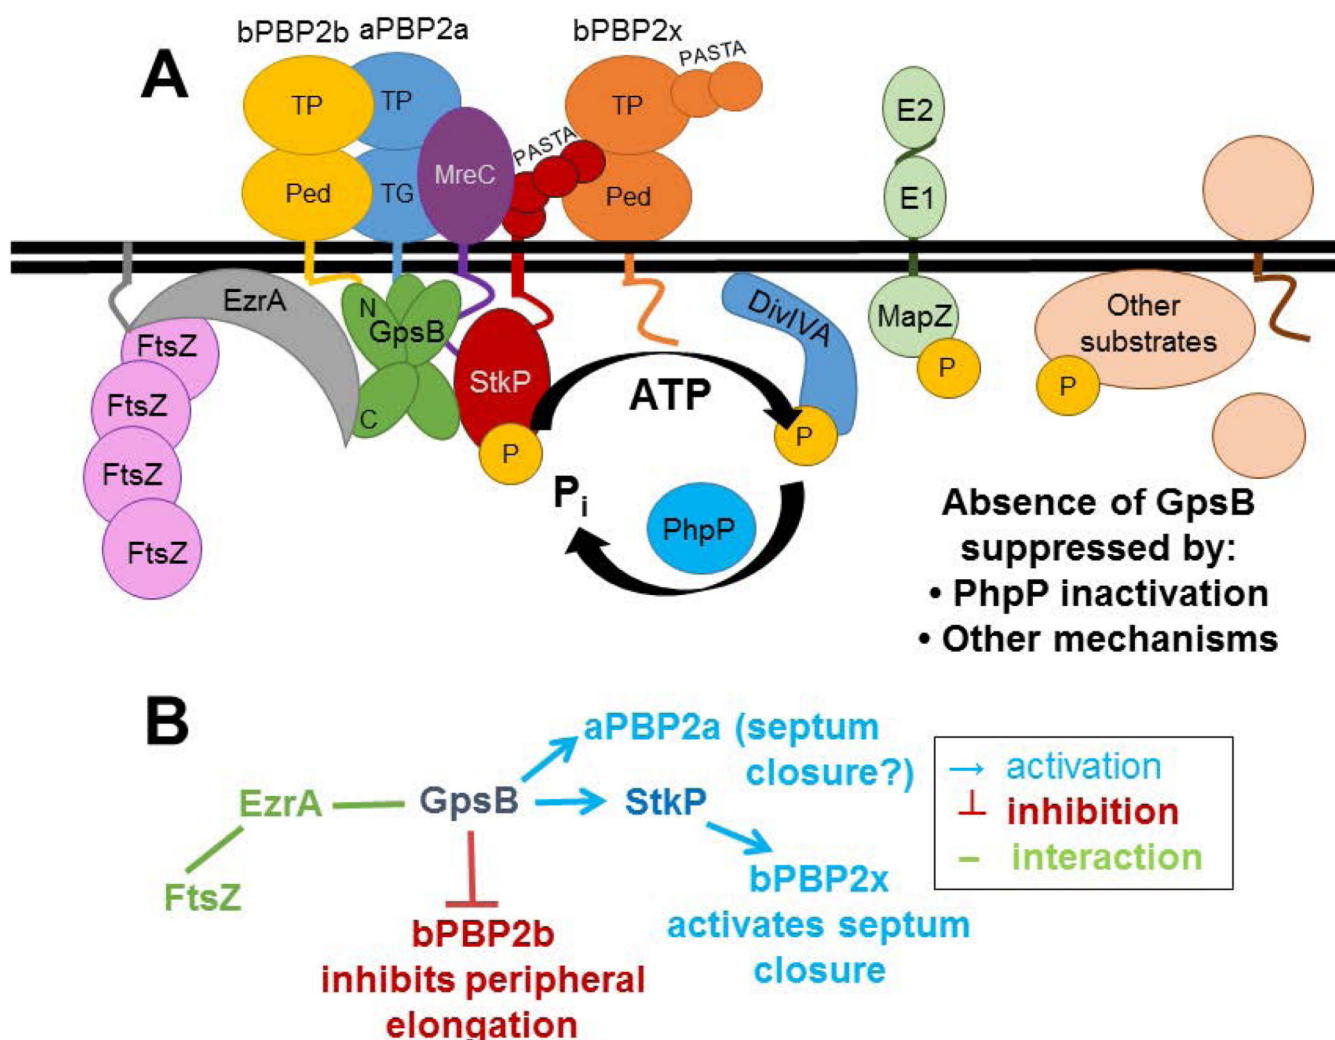 A
bPBP2b aPBP2a
bPBP2x
PASTA
TP
TP
TP
E2
PASTA
MreC
Ped
TG
Ped
E1
EzrA
N
GpsB
DivIVA
MapZ
Other
substrates
FtsZ
StkP
ATP
P
P
FtsZ
C
P
P
FtsZ
Pi
PhpP
FtsZ
Absence of GpsB
suppressed by:
• PhpP inactivation
• Other mechanisms
B
aPBP2a (septum
closure?)
EzrA
GpsB
StkP
FtsZ
bPBP2x
activates septum
closure
bPBP2b
inhibits peripheral
elongation
→ activation
⊥ inhibition
– interaction